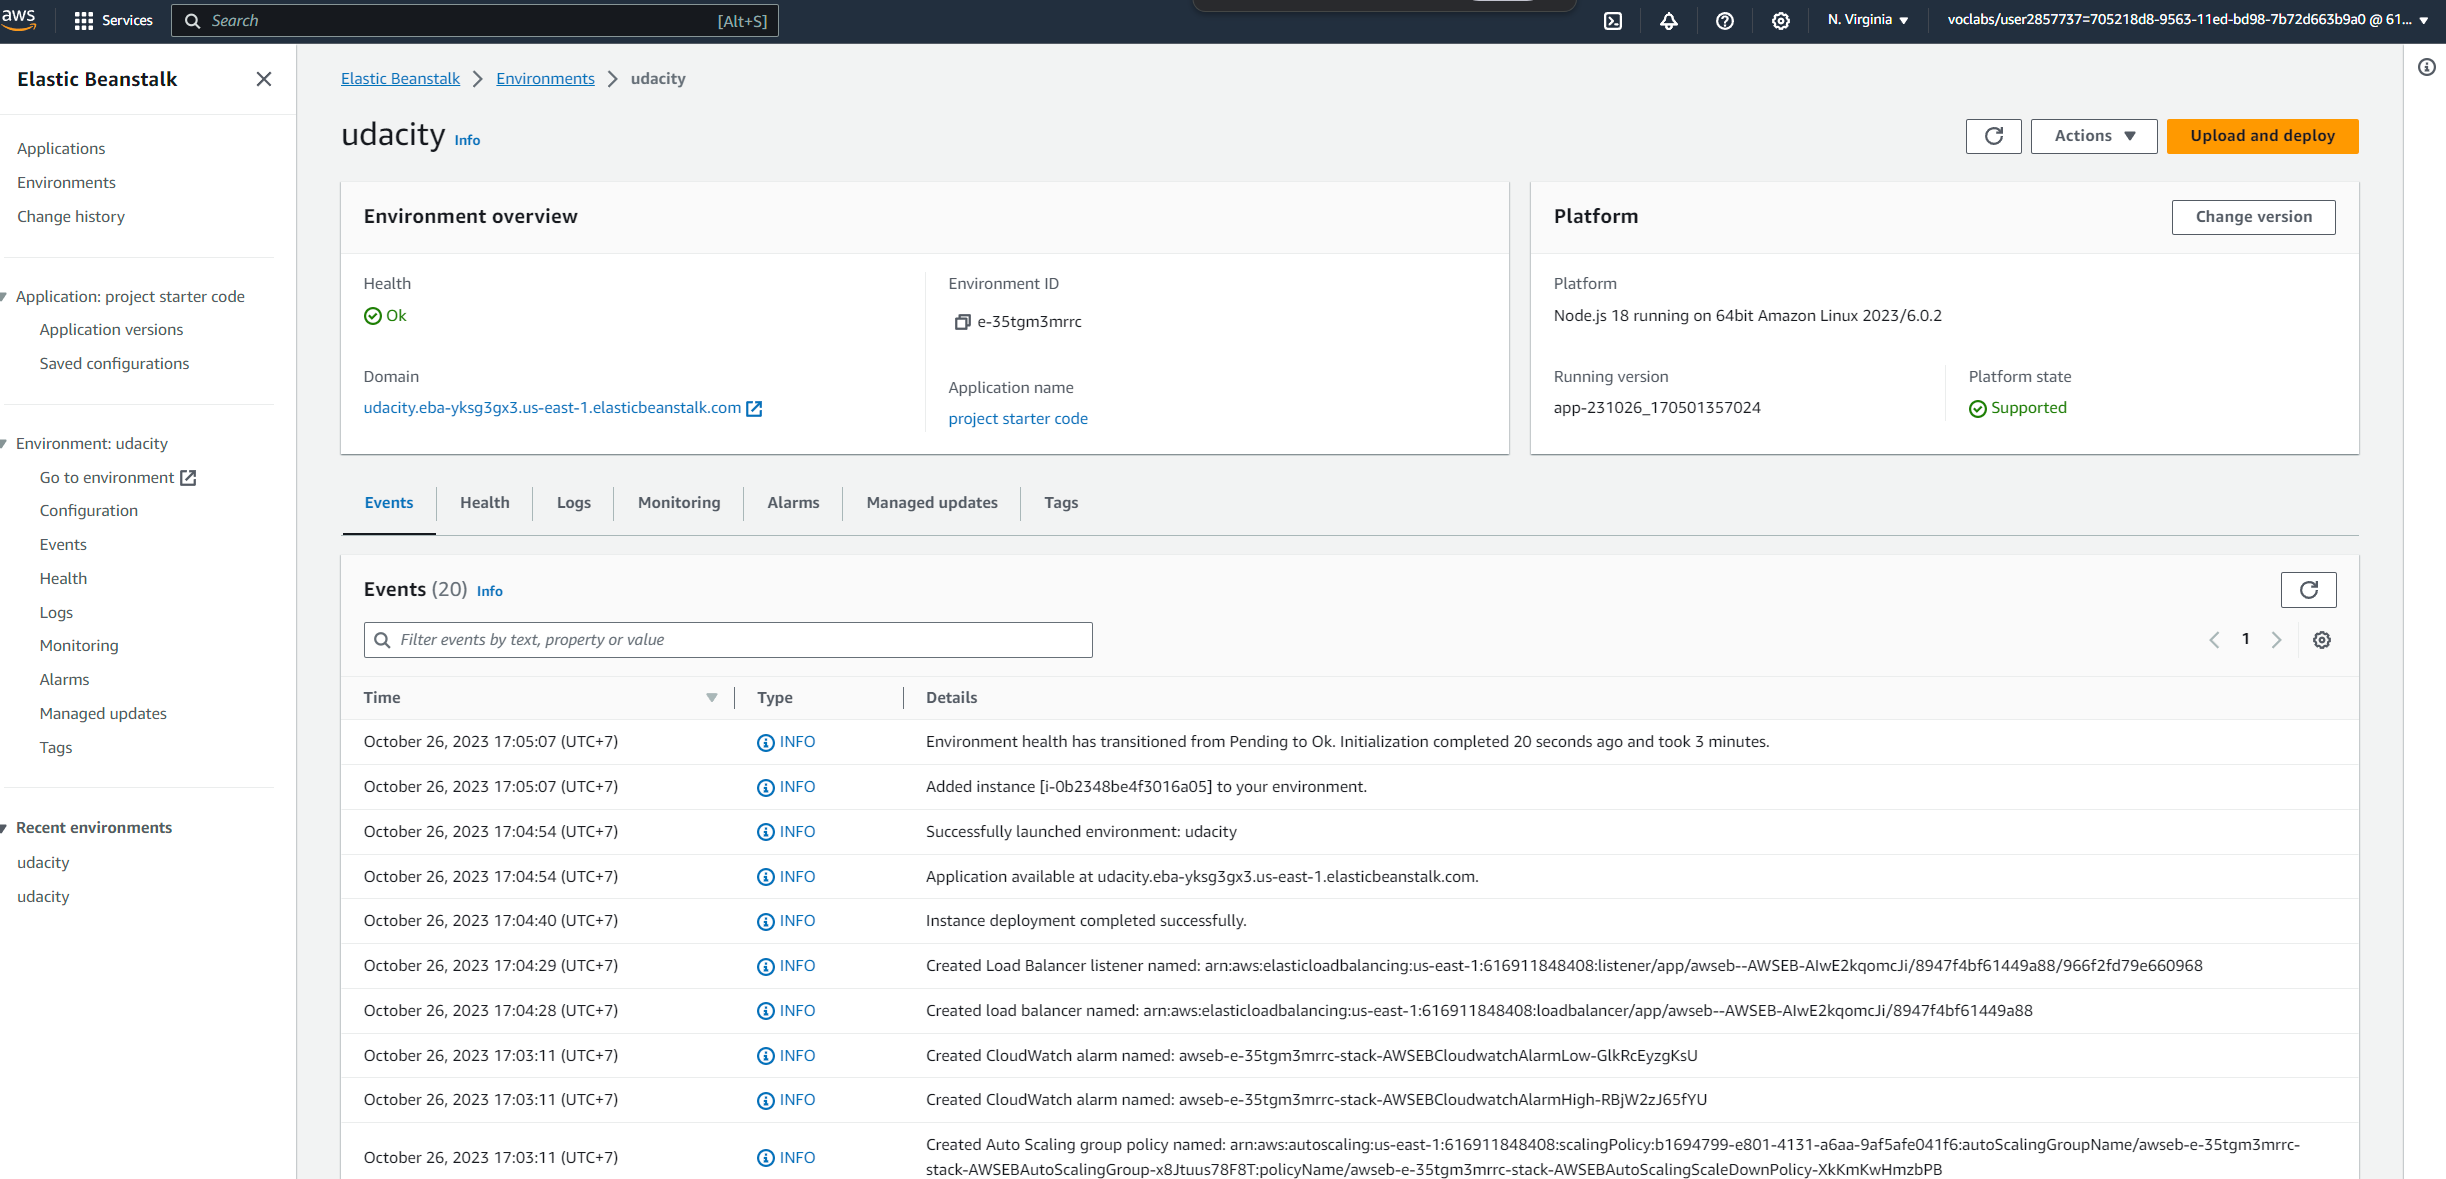 aws
Services
Search
[Alt+S]
N. Virginia
voclabs/user2857737=705218d8-9563-11ed-bd98-7b72d663b9a0 @ 61...
Elastic Beanstalk
Applications
Environments
Change history
Application: project starter code
Application versions
Saved configurations
Environment: udacity
Go to environment
Configuration
Events
Health
Logs
Monitoring
Alarms
Managed updates
Tags
Recent environments
udacity
udacity
Elastic Beanstalk > Environments > udacity
udacity Info
Actions
Upload and deploy
Environment overview
Health
Ok
Domain
udacity.eba-yksg3gx3.us-east-1.elasticbeanstalk.com
Environment ID
e-35tgm3mrrc
Application name
project starter code
Platform
Change version
Platform
Node.js 18 running on 64bit Amazon Linux 2023/6.0.2
Running version
app-231026_170501357024
Platform state
Supported
Events Health Logs Monitoring Alarms Managed updates Tags
Events (20) Info
Filter events by text, property or value
1
Time Type Details
October 26, 2023 17:05:07 (UTC+7) INFO Environment health has transitioned from Pending to Ok. Initialization completed 20 seconds ago and took 3 minutes.
October 26, 2023 17:05:07 (UTC+7) INFO Added instance [i-0b2348be4f3016a05] to your environment.
October 26, 2023 17:04:54 (UTC+7) INFO Successfully launched environment: udacity
October 26, 2023 17:04:54 (UTC+7) INFO Application available at udacity.eba-yksg3gx3.us-east-1.elasticbeanstalk.com.
October 26, 2023 17:04:40 (UTC+7) INFO Instance deployment completed successfully.
October 26, 2023 17:04:29 (UTC+7) INFO Created Load Balancer listener named: arn:aws:elasticloadbalancing:us-east-1:616911848408:listener/app/awseb--AWSEB-AIwE2kqomcJi/8947f4bf61449a88/966f2fd79e660968
October 26, 2023 17:04:28 (UTC+7) INFO Created load balancer named: arn:aws:elasticloadbalancing:us-east-1:616911848408:loadbalancer/app/awseb--AWSEB-AIwE2kqomcJi/8947f4bf61449a88
October 26, 2023 17:03:11 (UTC+7) INFO Created CloudWatch alarm named: awseb-e-35tgm3mrrc-stack-AWSEBCloudwatchAlarmLow-GlkRcEyzgKsU
October 26, 2023 17:03:11 (UTC+7) INFO Created CloudWatch alarm named: awseb-e-35tgm3mrrc-stack-AWSEBCloudwatchAlarmHigh-RBjW2zJ65fYU
October 26, 2023 17:03:11 (UTC+7) INFO Created Auto Scaling group policy named: arn:aws:autoscaling:us-east-1:616911848408:scalingPolicy:b1694799-e801-4131-a6aa-9af5afe041f6:autoScalingGroupName/awseb-e-35tgm3mrrc-
stack-AWSEBAutoScalingGroup-x8Jtuus78F8T:policyName/awseb-e-35tgm3mrrc-stack-AWSEBAutoScalingScaleDownPolicy-XkKmKwHmzbPB